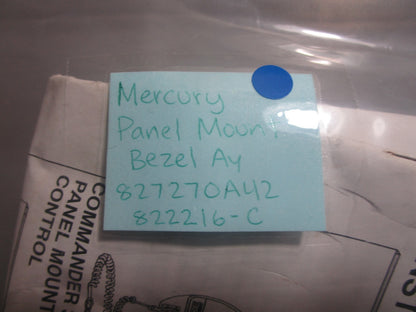 Mercury
Panel Mount
Bezel Ay
827270A42
822216-C
COMMANDER
PANEL MOUNT
CONTROL